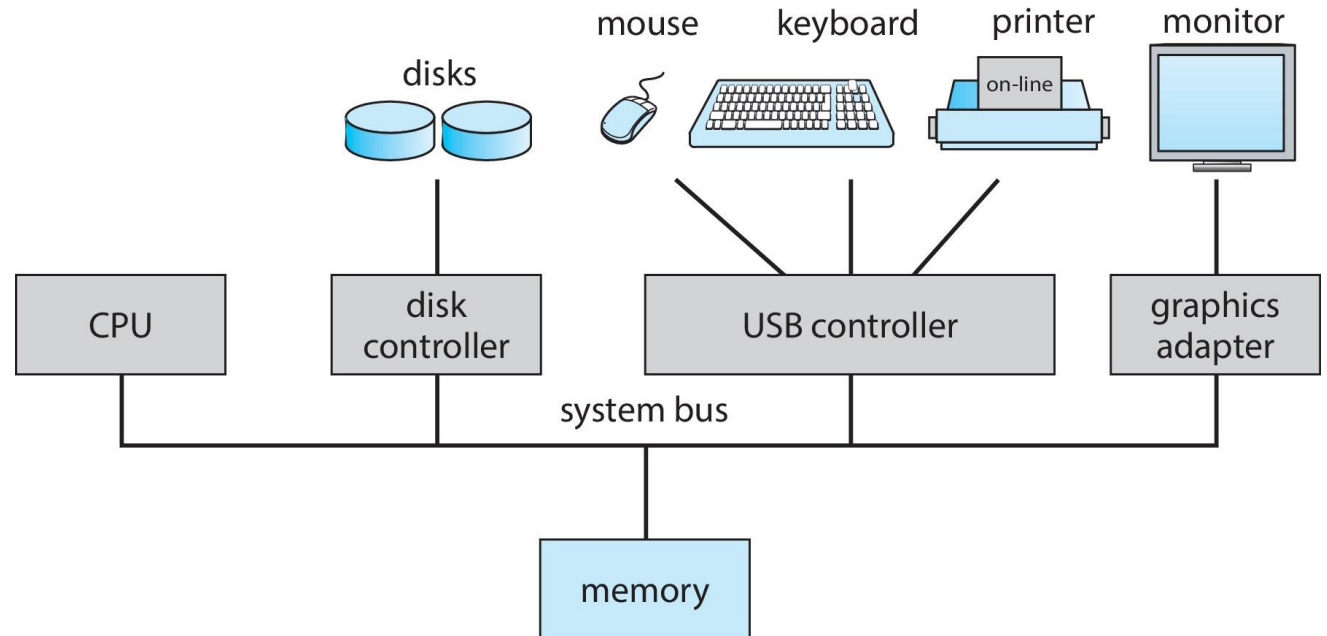 mouse
keyboard
printer
monitor
disks
on-line
CPU
disk
controller
USB controller
graphics
adapter
system bus
memory